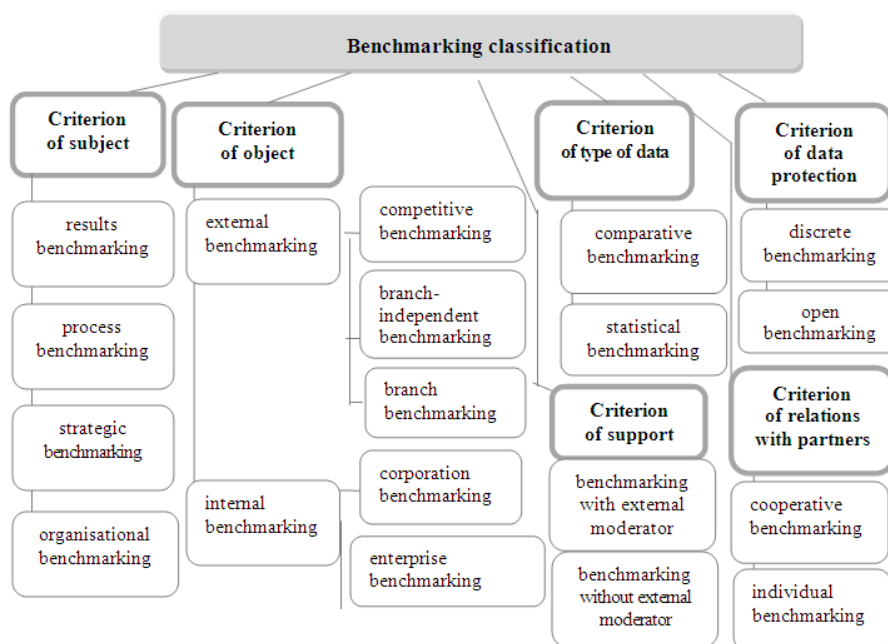 Benchmarking classification
Criterion
of subject
results
benchmarking
process
benchmarking
strategic
benchmarking
organisational
benchmarking
Criterion
of object
external
benchmarking
competitive
benchmarking
branch-
independent
benchmarking
branch
benchmarking
internal
benchmarking
corporation
benchmarking
enterprise
benchmarking
Criterion
of type of data
comparative
benchmarking
statistical
benchmarking
Criterion
of support
benchmarking
with external
moderator
benchmarking
without external
moderator
Criterion
of data
protection
discrete
benchmarking
open
benchmarking
Criterion
of relations
with partners
cooperative
benchmarking
individual
benchmarking